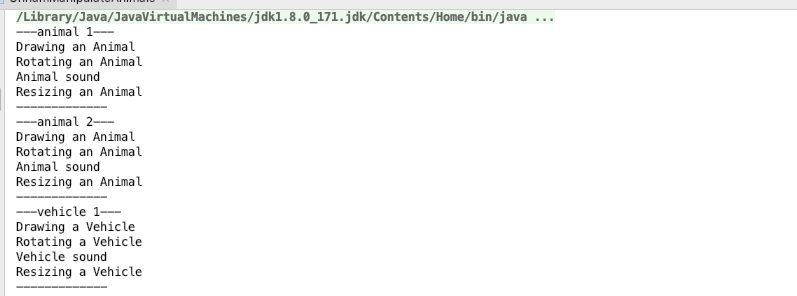 /Library/Java/JavaVirtualMachines/jdk1.8.0_171.jdk/Contents/Home/bin/java ...
---animal 1---
Drawing an Animal
Rotating an Animal
Animal sound
Resizing an Animal
-------------
---animal 2---
Drawing an Animal
Rotating an Animal
Animal sound
Resizing an Animal
-------------
---vehicle 1---
Drawing a Vehicle
Rotating a Vehicle
Vehicle sound
Resizing a Vehicle
-------------